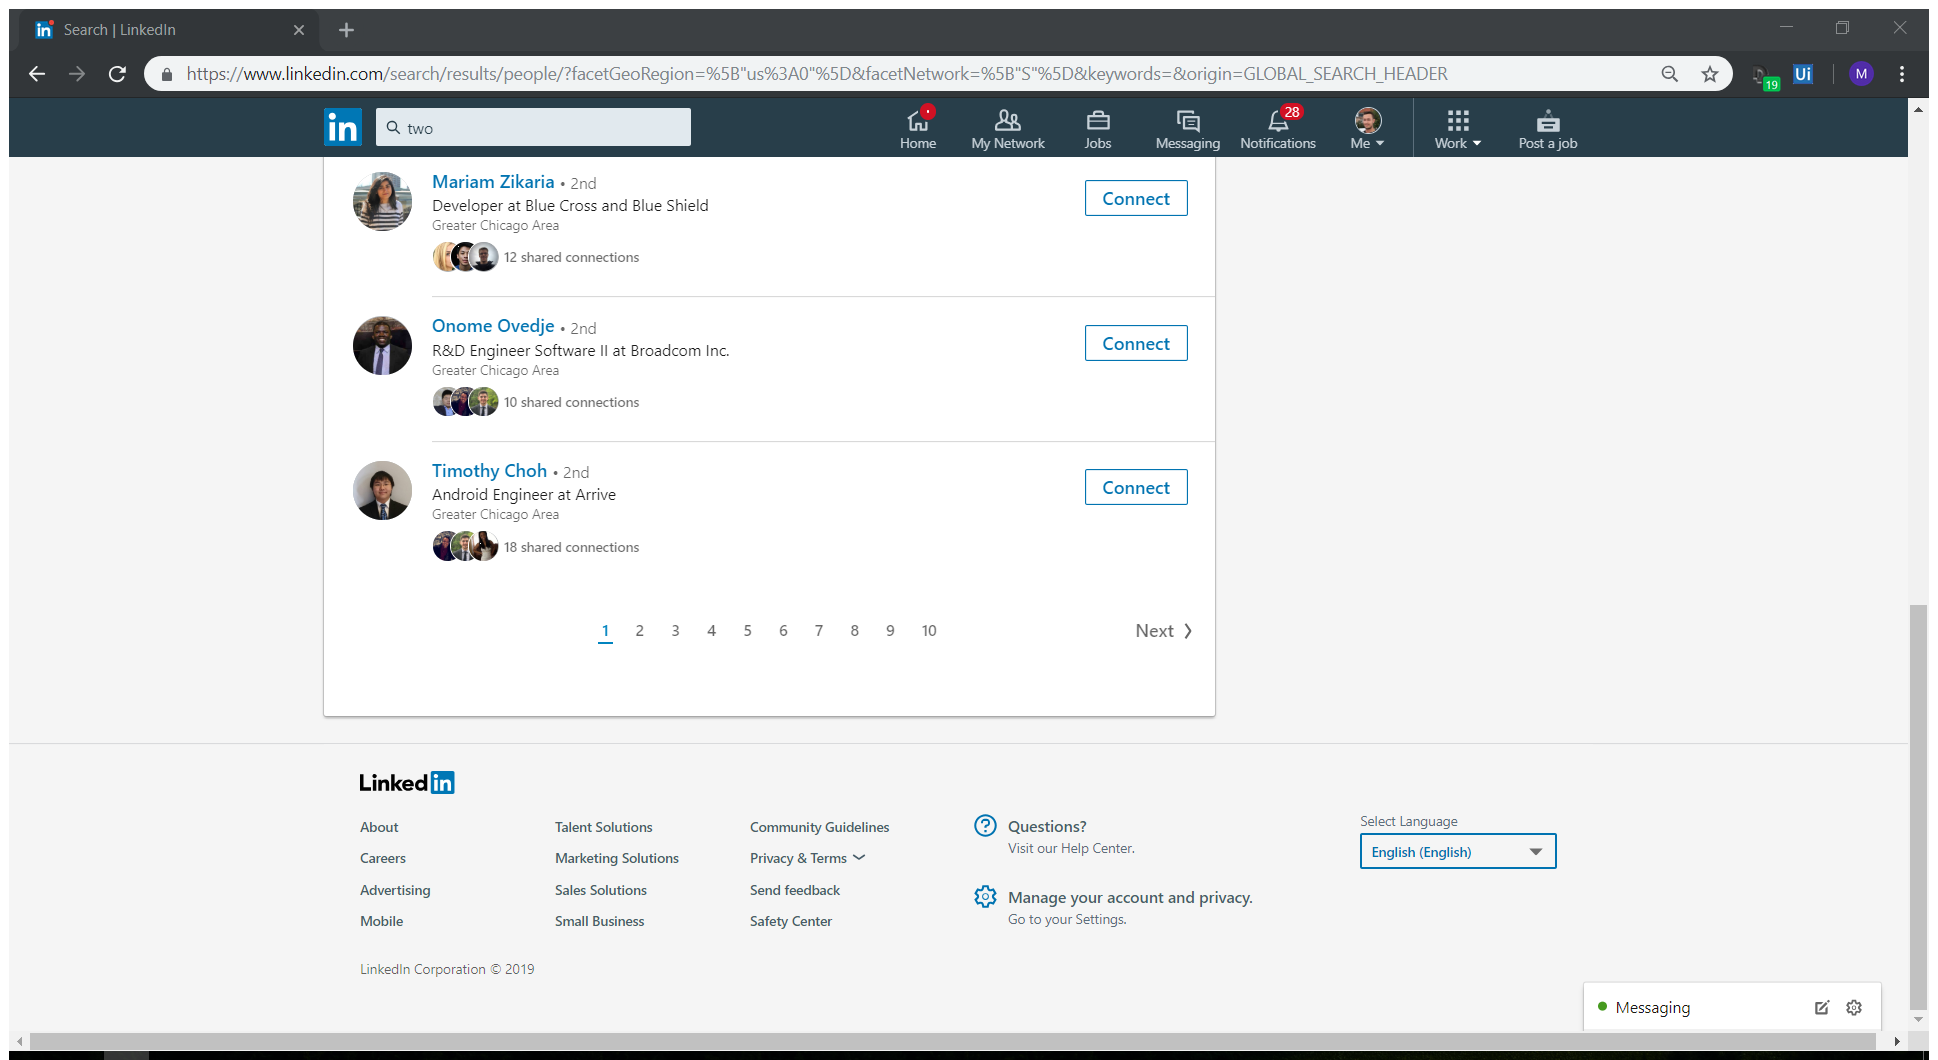 Search | LinkedIn
https://www.linkedin.com/search/results/people/?facetGeoRegion=%5B"us%3A0"%5D&facetNetwork=%5B"S"%5D&keywords=&origin=GLOBAL_SEARCH_HEADER
19
Ui
M
in
two
Home
My Network
Jobs
Messaging
28
Notifications
Me
Work
Post a job
Mariam Zikaria • 2nd
Developer at Blue Cross and Blue Shield
Greater Chicago Area
12 shared connections
Connect
Onome Ovedje • 2nd
R&D Engineer Software II at Broadcom Inc.
Greater Chicago Area
10 shared connections
Connect
Timothy Choh • 2nd
Android Engineer at Arrive
Greater Chicago Area
18 shared connections
Connect
1 2 3 4 5 6 7 8 9 10 Next
LinkedIn
About
Careers
Advertising
Mobile
Talent Solutions
Marketing Solutions
Sales Solutions
Small Business
Community Guidelines
Privacy & Terms
Send feedback
Safety Center
Questions?
Visit our Help Center.
Manage your account and privacy.
Go to your Settings.
Select Language
English (English)
LinkedIn Corporation © 2019
Messaging